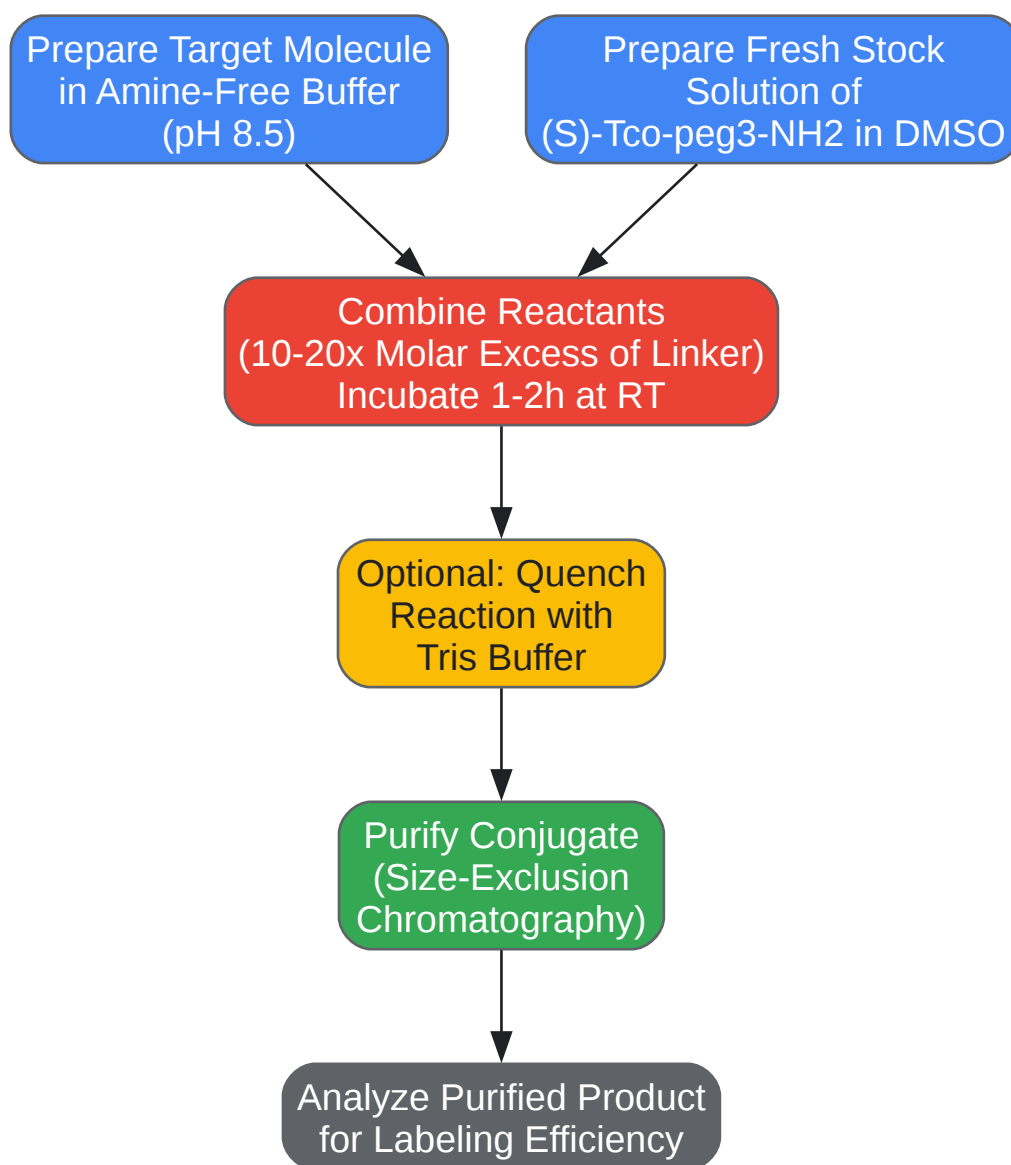 Prepare Target Molecule
in Amine-Free Buffer
(pH 8.5)
Prepare Fresh Stock
Solution of
(S)-Tco-peg3-NH2 in DMSO
Combine Reactants
(10-20x Molar Excess of Linker)
Incubate 1-2h at RT
Optional: Quench
Reaction with
Tris Buffer
Purify Conjugate
(Size-Exclusion
Chromatography)
Analyze Purified Product
for Labeling Efficiency